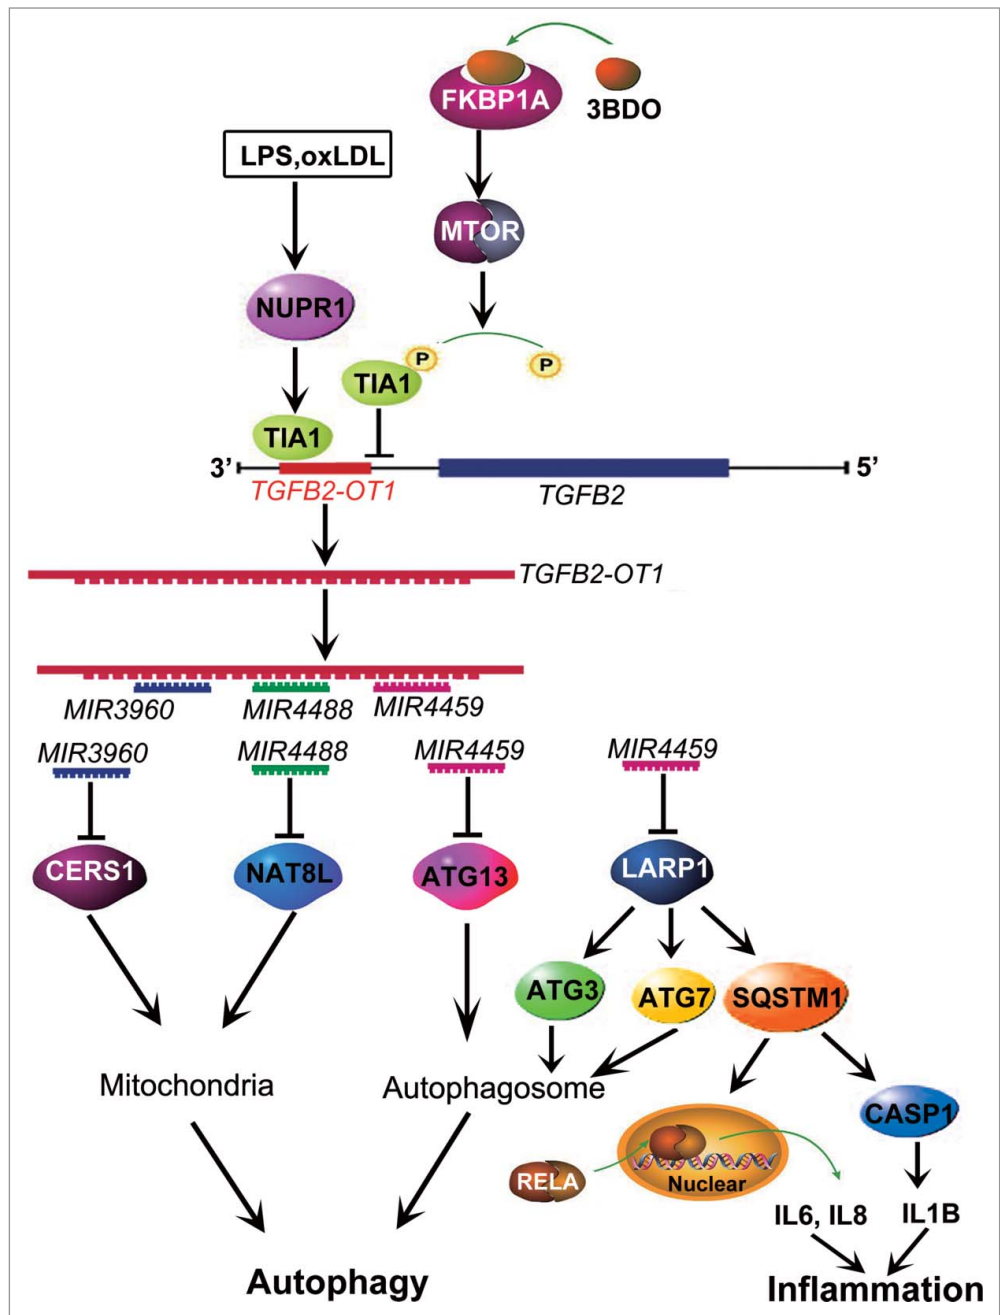 FKBP1A
3BDO
LPS,oxLDL
MTOR
NUPR1
P
P
TIA1
TIA1
3’
5’
TGFB2-OT1
TGFB2
TGFB2-OT1
MIR3960
MIR4488
MIR4459
MIR3960
MIR4488
MIR4459
MIR4459
CERS1
NAT8L
ATG13
LARP1
ATG3
ATG7
SQSTM1
Mitochondria
Autophagosome
CASP1
RELA
Nuclear
IL6, IL8
IL1B
Autophagy
Inflammation